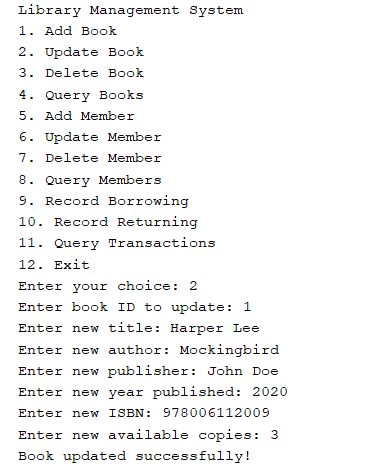 Library Management System
1. Add Book
2. Update Book
3. Delete Book
4. Query Books
5. Add Member
6. Update Member
7. Delete Member
8. Query Members
9. Record Borrowing
10. Record Returning
11. Query Transactions
12. Exit
Enter your choice: 2
Enter book ID to update: 1
Enter new title: Harper Lee
Enter new author: Mockingbird
Enter new publisher: John Doe
Enter new year published: 2020
Enter new ISBN: 978006112009
Enter new available copies: 3
Book updated successfully!